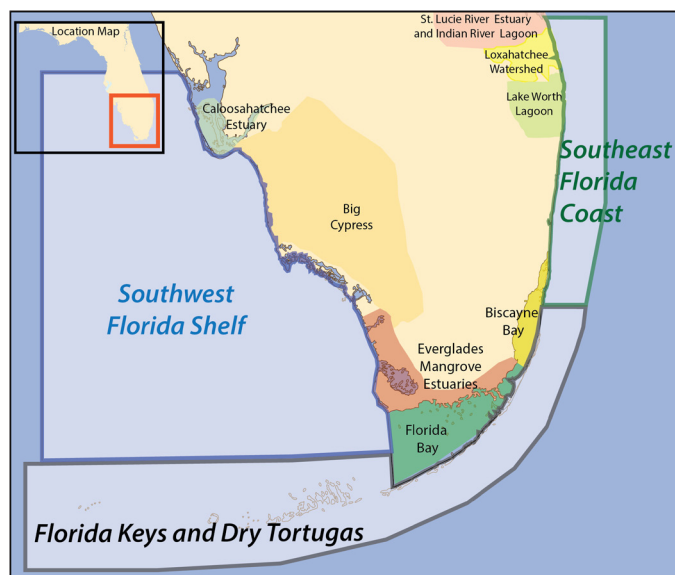 Location Map
St. Lucie River Estuary
and Indian River Lagoon
Loxahatchee
Watershed
Lake Worth
Lagoon
Caloosahatchee
Estuary
Southeast
Florida
Coast
Big
Cypress
Southwest
Florida Shelf
Biscayne
Bay
Everglades
Mangrove
Estuaries
Florida
Bay
Florida Keys and Dry Tortugas